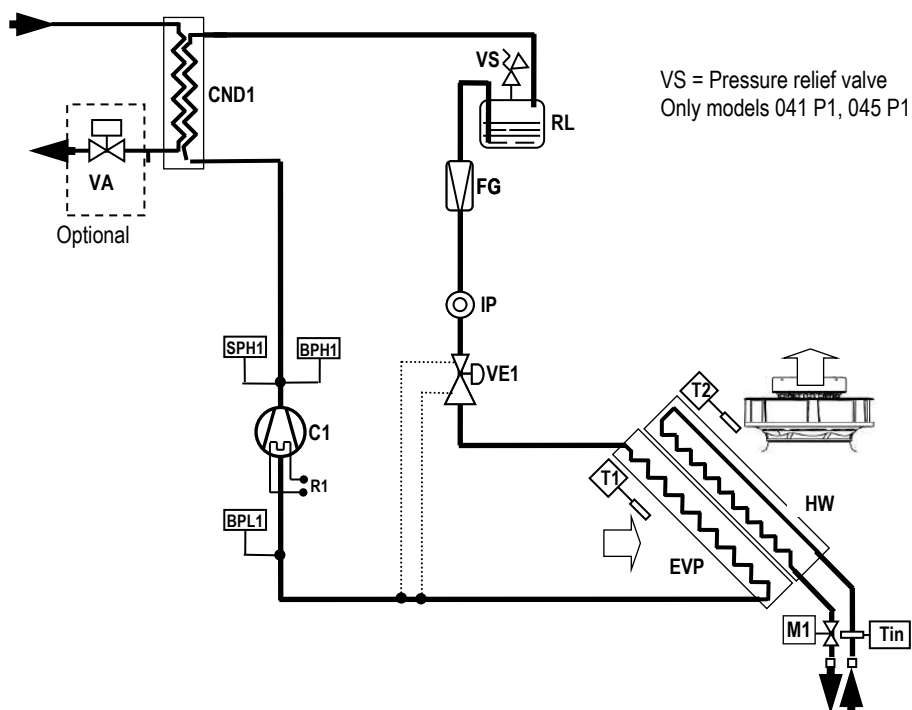 VS
CND1
RL
VS = Pressure relief valve
Only models 041 P1, 045 P1
VA
FG
Optional
IP
SPH1
BPH1
VE1
T2
C1
T1
R1
HW
BPL1
EVP
M1
Tin